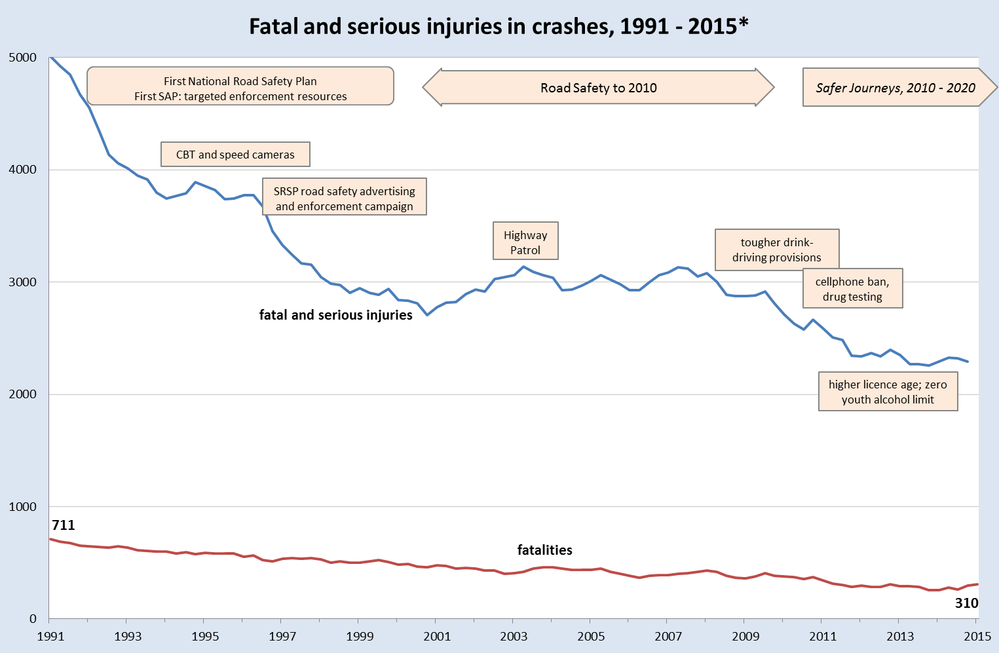 Fatal and serious injuries in crashes, 1991 - 2015*
5000
First National Road Safety Plan
First SAP: targeted enforcement resources
Road Safety to 2010
Safer Journeys, 2010 - 2020
CBT and speed cameras
4000
SRSP road safety advertising
and enforcement campaign
Highway
Patrol
tougher drink-
driving provisions
cellphone ban,
drug testing
3000
fatal and serious injuries
higher licence age; zero
youth alcohol limit
2000
1000
711
fatalities
310
0
1991 1993 1995 1997 1999 2001 2003 2005 2007 2009 2011 2013 2015